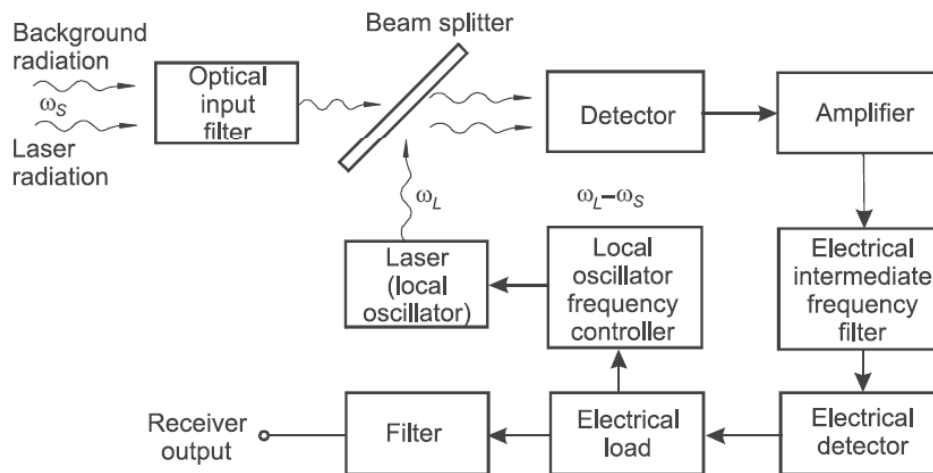 Background
radiation
ωS
Laser
radiation
Optical
input
filter
Beam splitter
Detector
Amplifier
ωL
ωL–ωS
Laser
(local
oscillator)
Local
oscillator
frequency
controller
Electrical
intermediate
frequency
filter
Receiver
output
Filter
Electrical
load
Electrical
detector